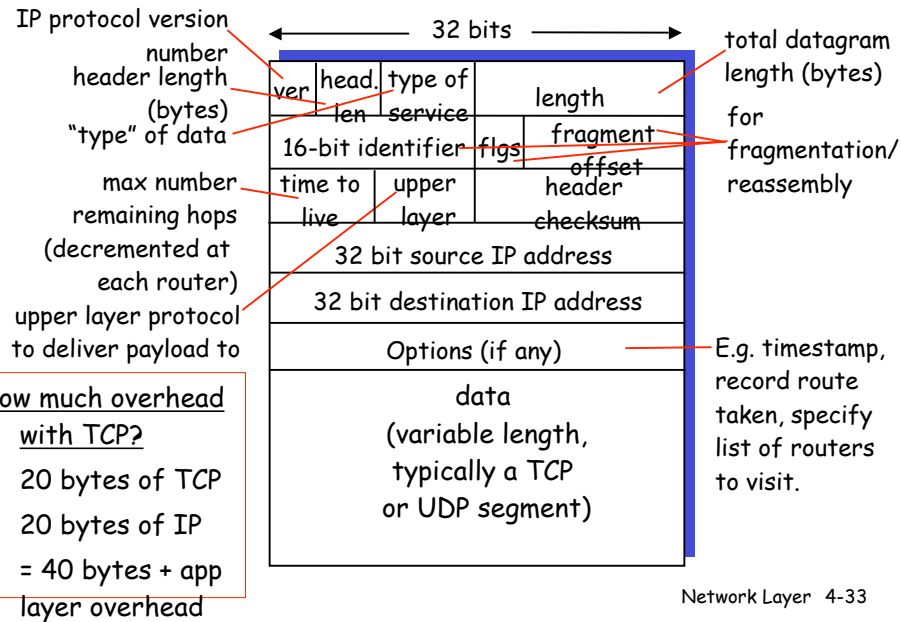 IP protocol version
number
header length
(bytes)
"type" of data
max number
remaining hops
(decremented at
each router)
upper layer protocol
to deliver payload to
ow much overhead
with TCP?
20 bytes of TCP
20 bytes of IP
= 40 bytes + app
layer overhead
32 bits
ver
head.
len
type of
service
length
16-bit identifier
flgs
fragment
offset
time to
live
upper
layer
header
checksum
32 bit source IP address
32 bit destination IP address
Options (if any)
data
(variable length,
typically a TCP
or UDP segment)
total datagram
length (bytes)
for
fragmentation/
reassembly
E.g. timestamp,
record route
taken, specify
list of routers
to visit.
Network Layer 4-33